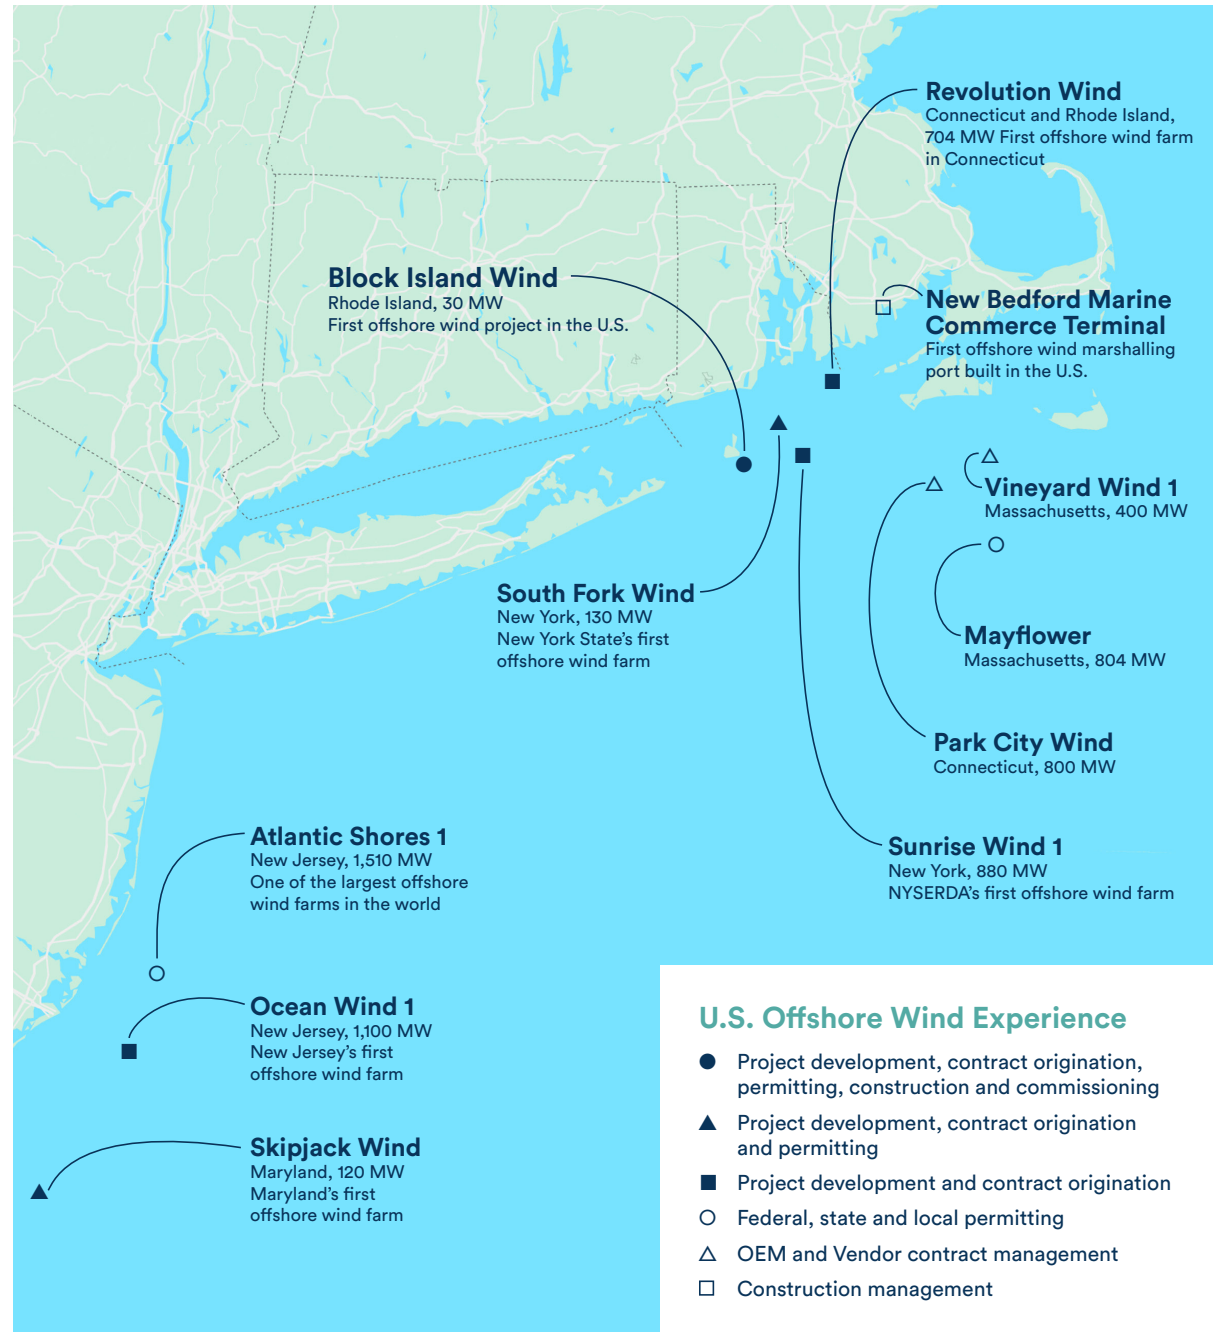 Revolution Wind
Connecticut and Rhode Island,
704 MW First offshore wind farm
in Connecticut
Block Island Wind
Rhode Island, 30 MW
First offshore wind project in the U.S.
New Bedford Marine
Commerce Terminal
First offshore wind marshalling
port built in the U.S.
Vineyard Wind 1
Massachusetts, 400 MW
South Fork Wind
New York, 130 MW
New York State’s first
offshore wind farm
Mayflower
Massachusetts, 804 MW
Park City Wind
Connecticut, 800 MW
Atlantic Shores 1
New Jersey, 1,510 MW
One of the largest offshore
wind farms in the world
Sunrise Wind 1
New York, 880 MW
NYSERDA’s first offshore wind farm
Ocean Wind 1
New Jersey, 1,100 MW
New Jersey’s first
offshore wind farm
Skipjack Wind
Maryland, 120 MW
Maryland’s first
offshore wind farm
U.S. Offshore Wind Experience
Project development, contract origination,
permitting, construction and commissioning
Project development, contract origination
and permitting
Project development and contract origination
Federal, state and local permitting
OEM and Vendor contract management
Construction management